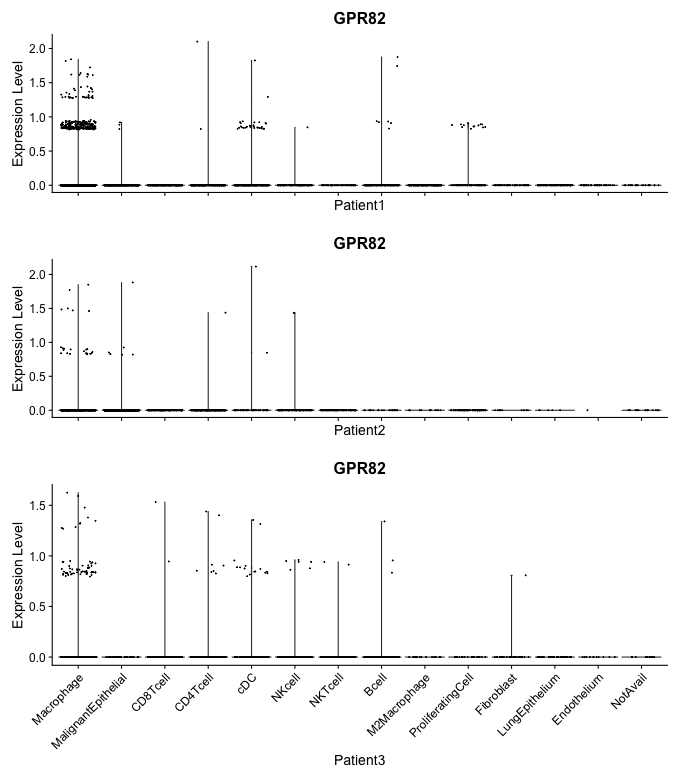 GPR82
Expression Level
2.0
1.5
1.0
0.5
0.0
Patient1
GPR82
Expression Level
2.0
1.5
1.0
0.5
0.0
Patient2
GPR82
Expression Level
1.5
1.0
0.5
0.0
Macrophage
MalignantEpithelial
CD8Tcell
CD4Tcell
cDC
NKcell
NKTcell
Bcell
M2Macrophage
ProliferatingCell
Fibroblast
LungEpithelium
Endothelium
NotAvail
Patient3